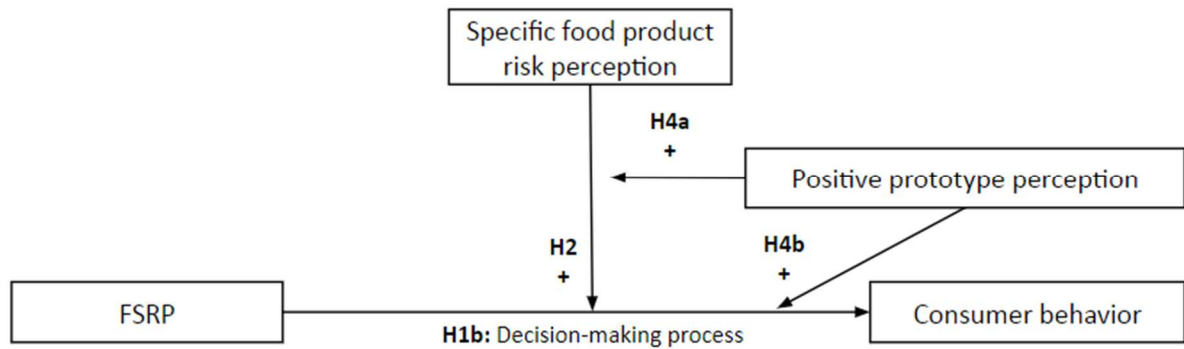 Specific food product
risk perception
H4a
+
Positive prototype perception
H2
+
H4b
+
FSRP
Consumer behavior
H1b: Decision-making process